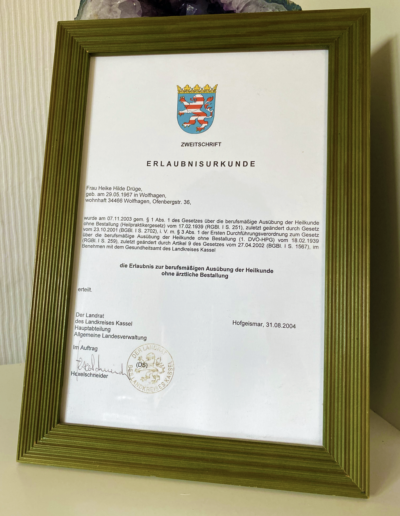 ZWEITSCHRIFT
ERLAUBNISURKUNDE
Frau Heike Hilde Drüge,
geb. am 29.05.1967 in Wolfhagen,
wohnhaft 34466 Wolfhagen, Ofenbergstr. 36,
wurde am 07.11.2003 gem. § 1 Abs. 1 des Gesetzes über die berufsmäßige Ausübung der Heilkunde
ohne Bestallung (Heilpraktikergesetz) vom 17.02.1939 (RGBl. I S. 251), zuletzt geändert durch Gesetz
vom 23.10.2001 (BGBl. I S. 2702), i. V. m. § 3 Abs. 1 der Ersten Durchführungsverordnung zum Gesetz
über die berufsmäßige Ausübung der Heilkunde ohne Bestellung (1. DVO-HPG) vom 18.02.1939
(RGBl. I S. 259), zuletzt geändert durch Artikel 9 des Gesetzes vom 27.04.2002 (BGBl. I S. 1587), im
Benehmen mit dem Gesundheitsamt des Landkreises Kassel
die Erlaubnis zur berufsmäßigen Ausübung der Heilkunde
ohne ärztliche Bestallung
erteilt.
Der Landrat
des Landkreises Kassel
Hauptabteilung
Allgemeine Landesverwaltung
Hofgeismar, 31.08.2004
Im Auftrag
(DS)